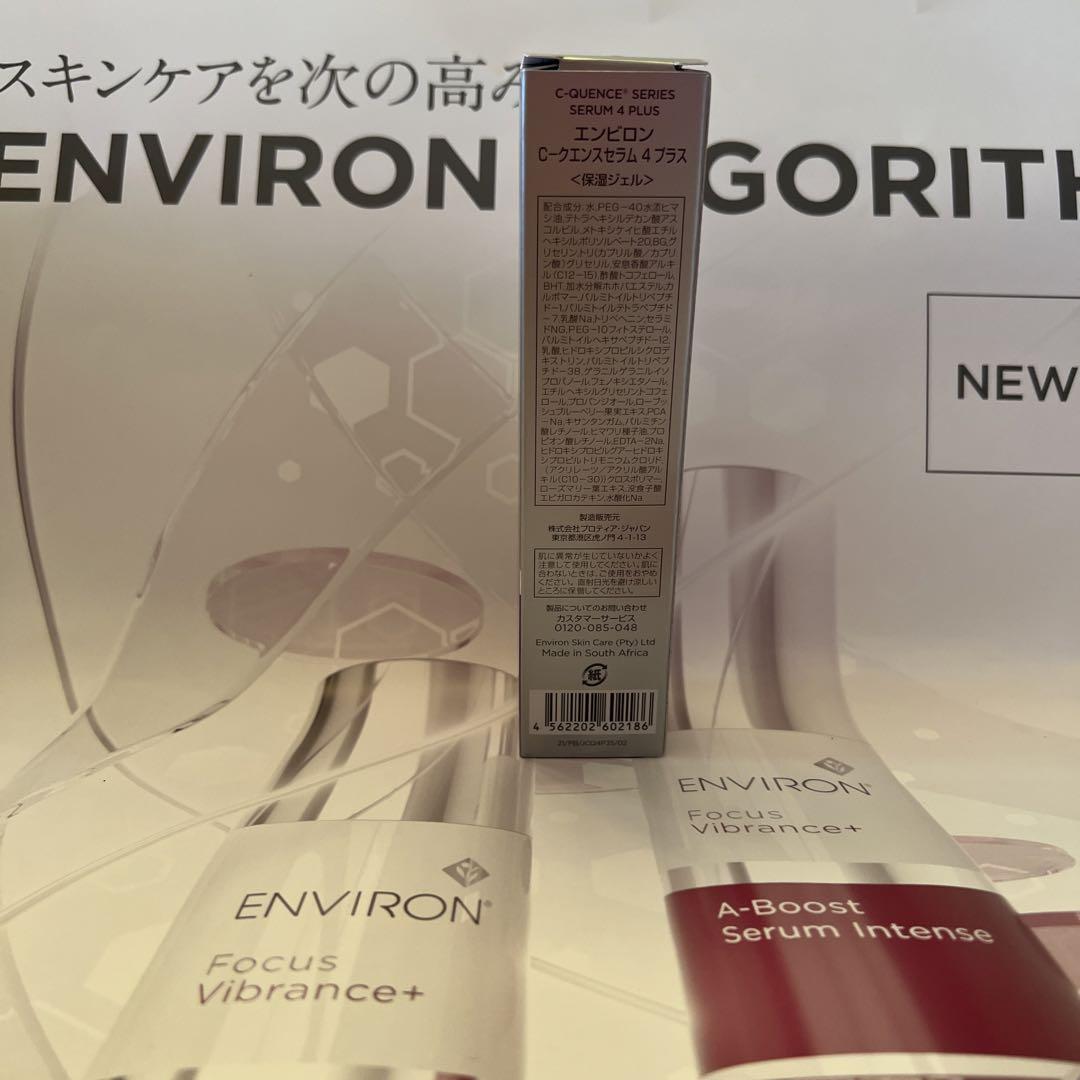 スキンケアを次の高み
ENVIRON
GORITH
NEW
C-QUENCE® SERIES
SERUM 4 PLUS
エンビロン
C-クエンスセラム 4 プラス
<保湿ジェル>
配合成分:水,PEG-40水添ヒマ
シ油,テトラヘキシルデカン酸アス
コルビル,メトキシケイヒ酸エチル
ヘキシル,ポリソルベート20,BG,グ
リセリン,トリ(カプリル酸/カプリ
ン酸)グリセリル,安息香酸アルキ
ル(C12-15),酢酸トコフェロール,
BHT,加水分解ホホバエステル,カ
ルボマー,パルミトイルトリペプチ
ド-1,パルミトイルテトラペプチド
-7,乳酸Na,トリベヘニン,セラミ
ドNG,PEG-10フィトステロール,
パルミトイルヘキサペプチド-12,
乳酸,ヒドロキシプロピルシクロデ
キストリン,パルミトイルトリペプ
チド-38,ゲラニルゲラニルイソ
プロパノール,フェノキシエタノール,
エチルヘキシルグリセリン,トコフェ
ロール,プロパンジオール,ローブッ
シュブルーベリー果実エキス,PCA
-Na,キサンタンガム,パルミチン
酸レチノール,ヒマワリ種子油,プロ
ピオン酸レチノール,EDTA-2Na,
ヒドロキシプロピルグアーヒドロキ
シプロピルトリモニウムクロリド,
(アクリレーツ/アクリル酸アル
キル(C10-30))クロスポリマー,
ローズマリー葉エキス,没食子酸
エピガロカテキン,水酸化Na
製造販売元
株式会社プロティア・ジャパン
東京都港区虎ノ門 4-1-13
肌に異常が生じていないかよく
注意して使用してください。肌に
合わないときは、ご使用をおやめ
ください。直射日光を避け涼しい
ところに保管してください。
製品についてのお問い合わせ
カスタマーサービス
0120-085-048
Environ Skin Care (Pty) Ltd
Made in South Africa
紙
4 562202 602186
ENVIRON®
Focus
Vibrance+
A-Boost
Serum Intense
ENVIRON®
Focus
Vibrance+